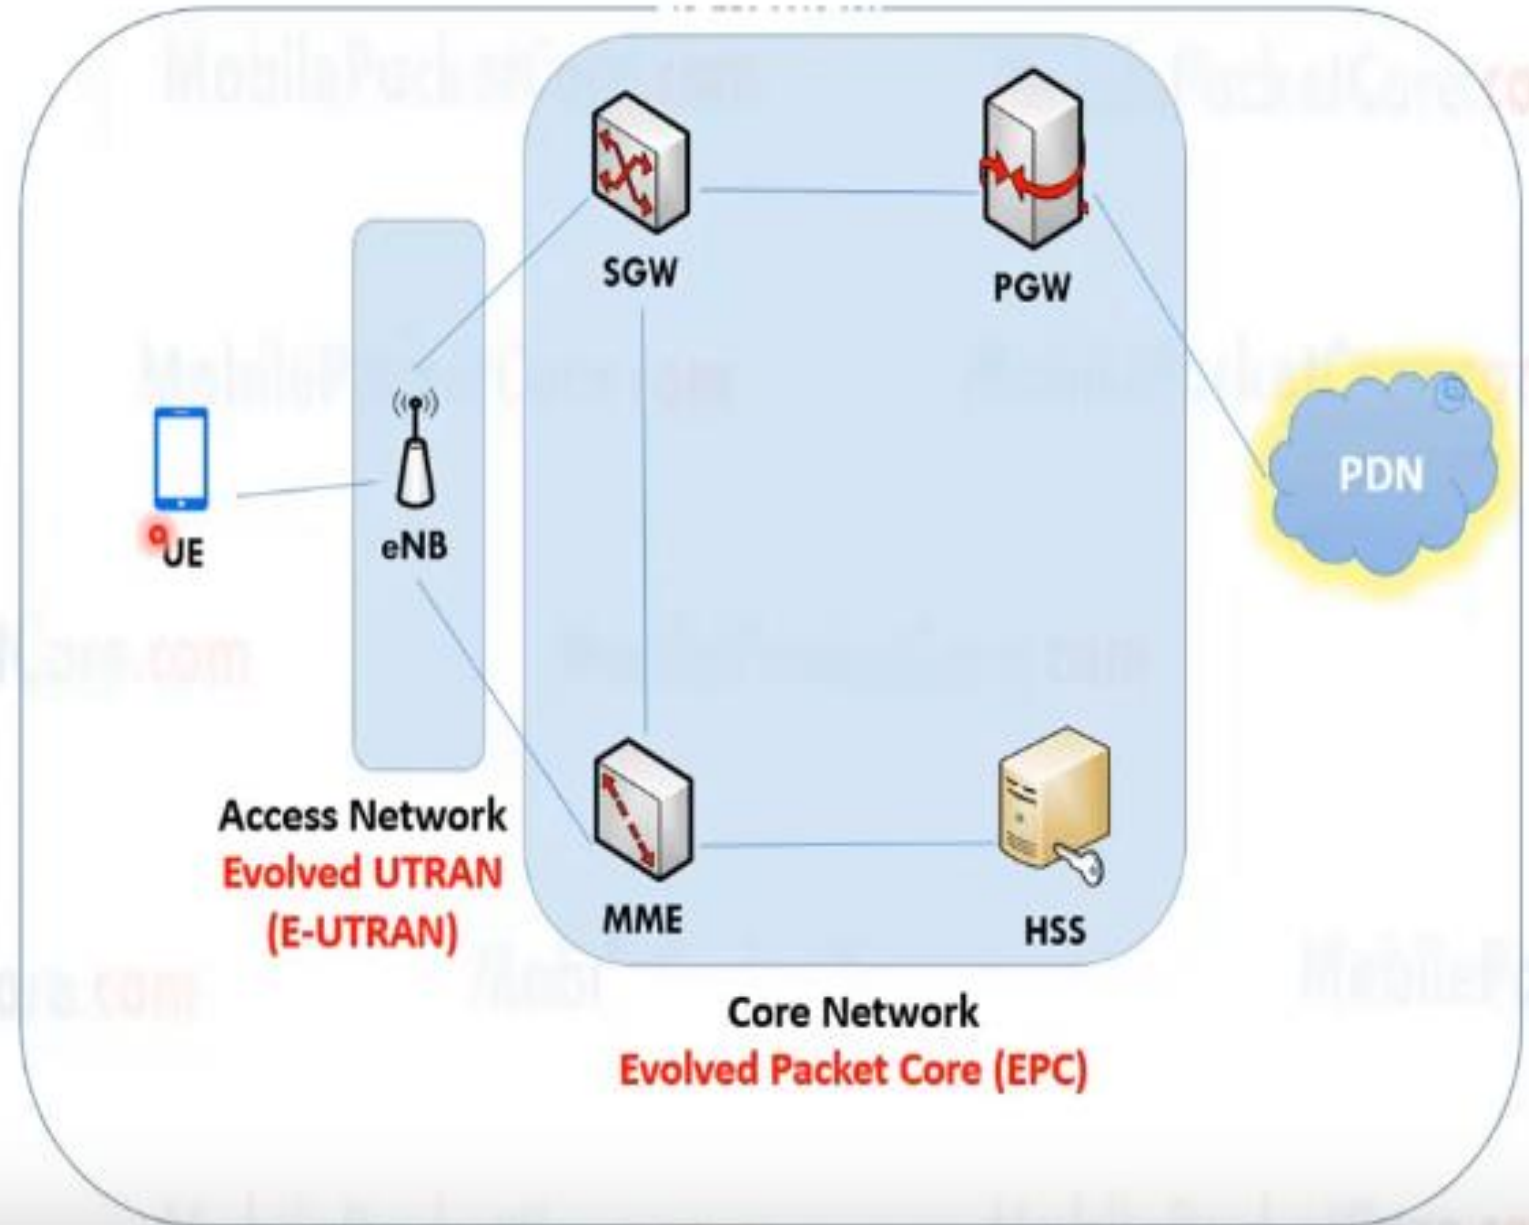 SGW
PGW
PDN
UE
eNB
Access Network
Evolved UTRAN
(E-UTRAN)
MME
HSS
Core Network
Evolved Packet Core (EPC)